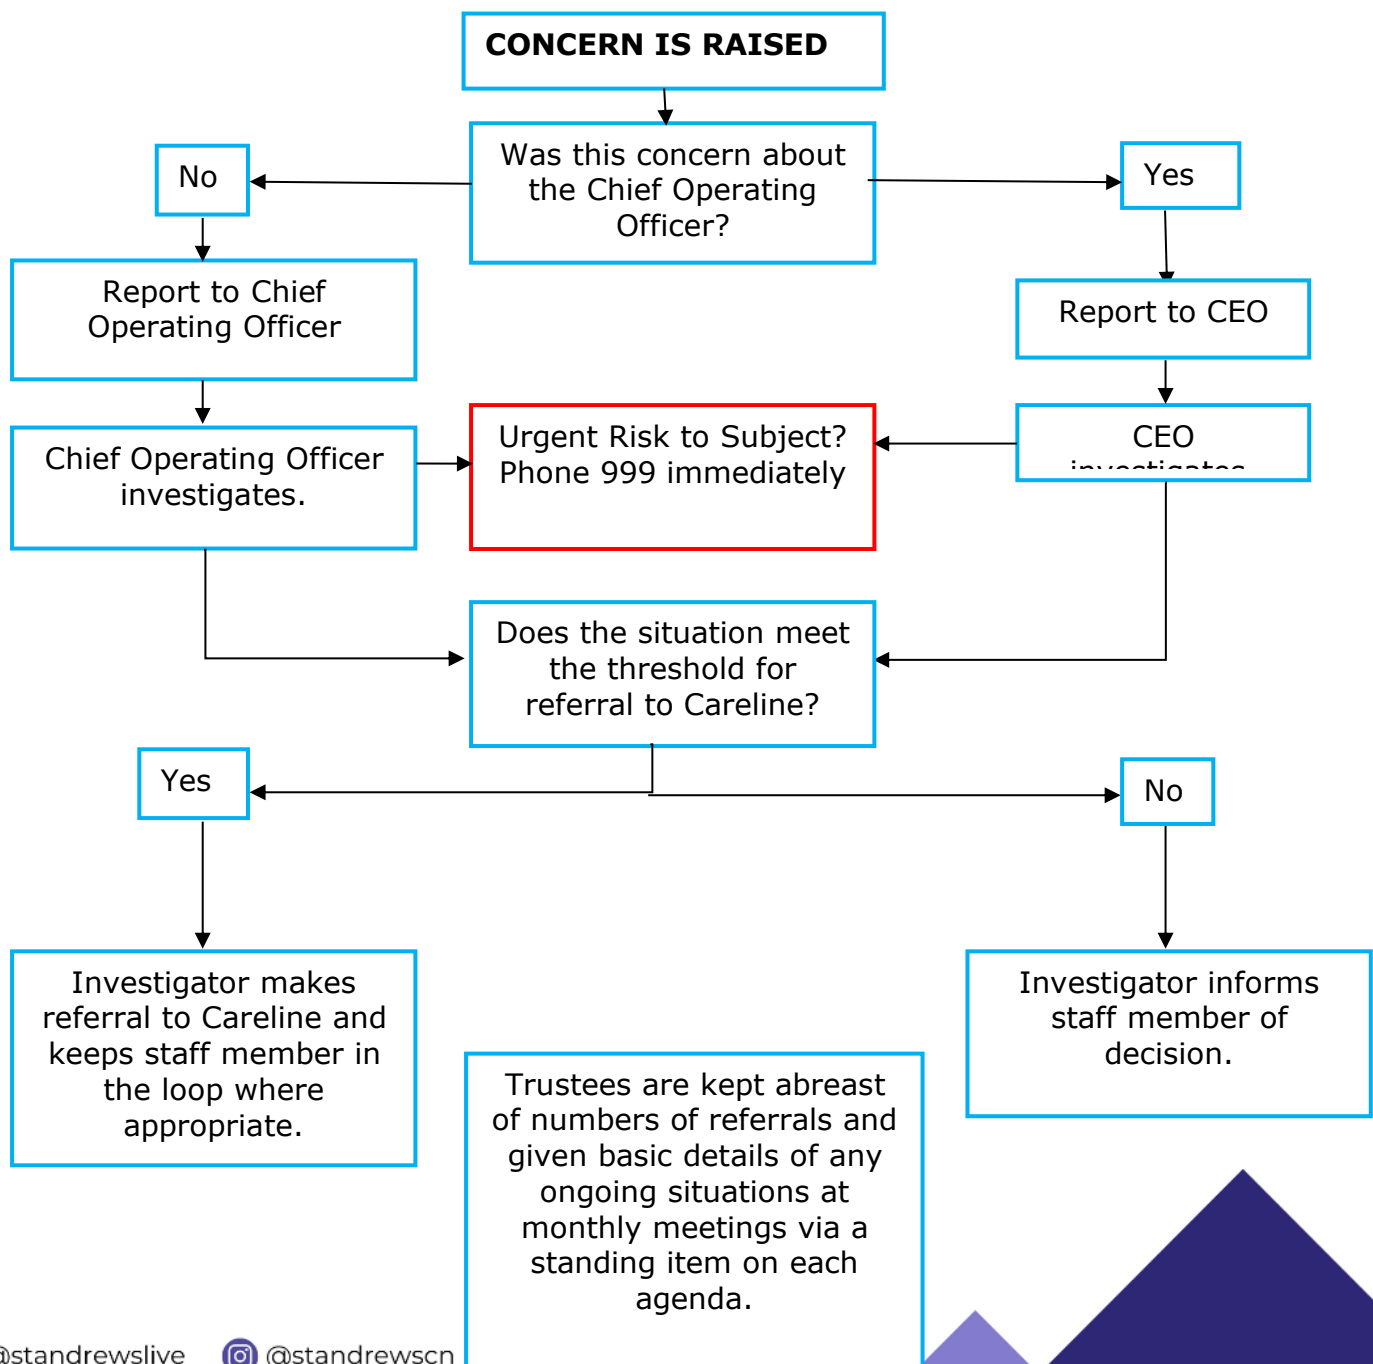 CONCERN IS RAISED
Was this concern about
the Chief Operating
Officer?
No
Yes
Report to Chief
Operating Officer
Report to CEO
Chief Operating Officer
investigates.
Urgent Risk to Subject?
Phone 999 immediately
CEO
investigates
Does the situation meet
the threshold for
referral to Careline?
Yes
No
Investigator makes
referral to Careline and
keeps staff member in
the loop where
appropriate.
Investigator informs
staff member of
decision.
Trustees are kept abreast
of numbers of referrals and
given basic details of any
ongoing situations at
monthly meetings via a
standing item on each
agenda.
@standrewslive @standrewscn